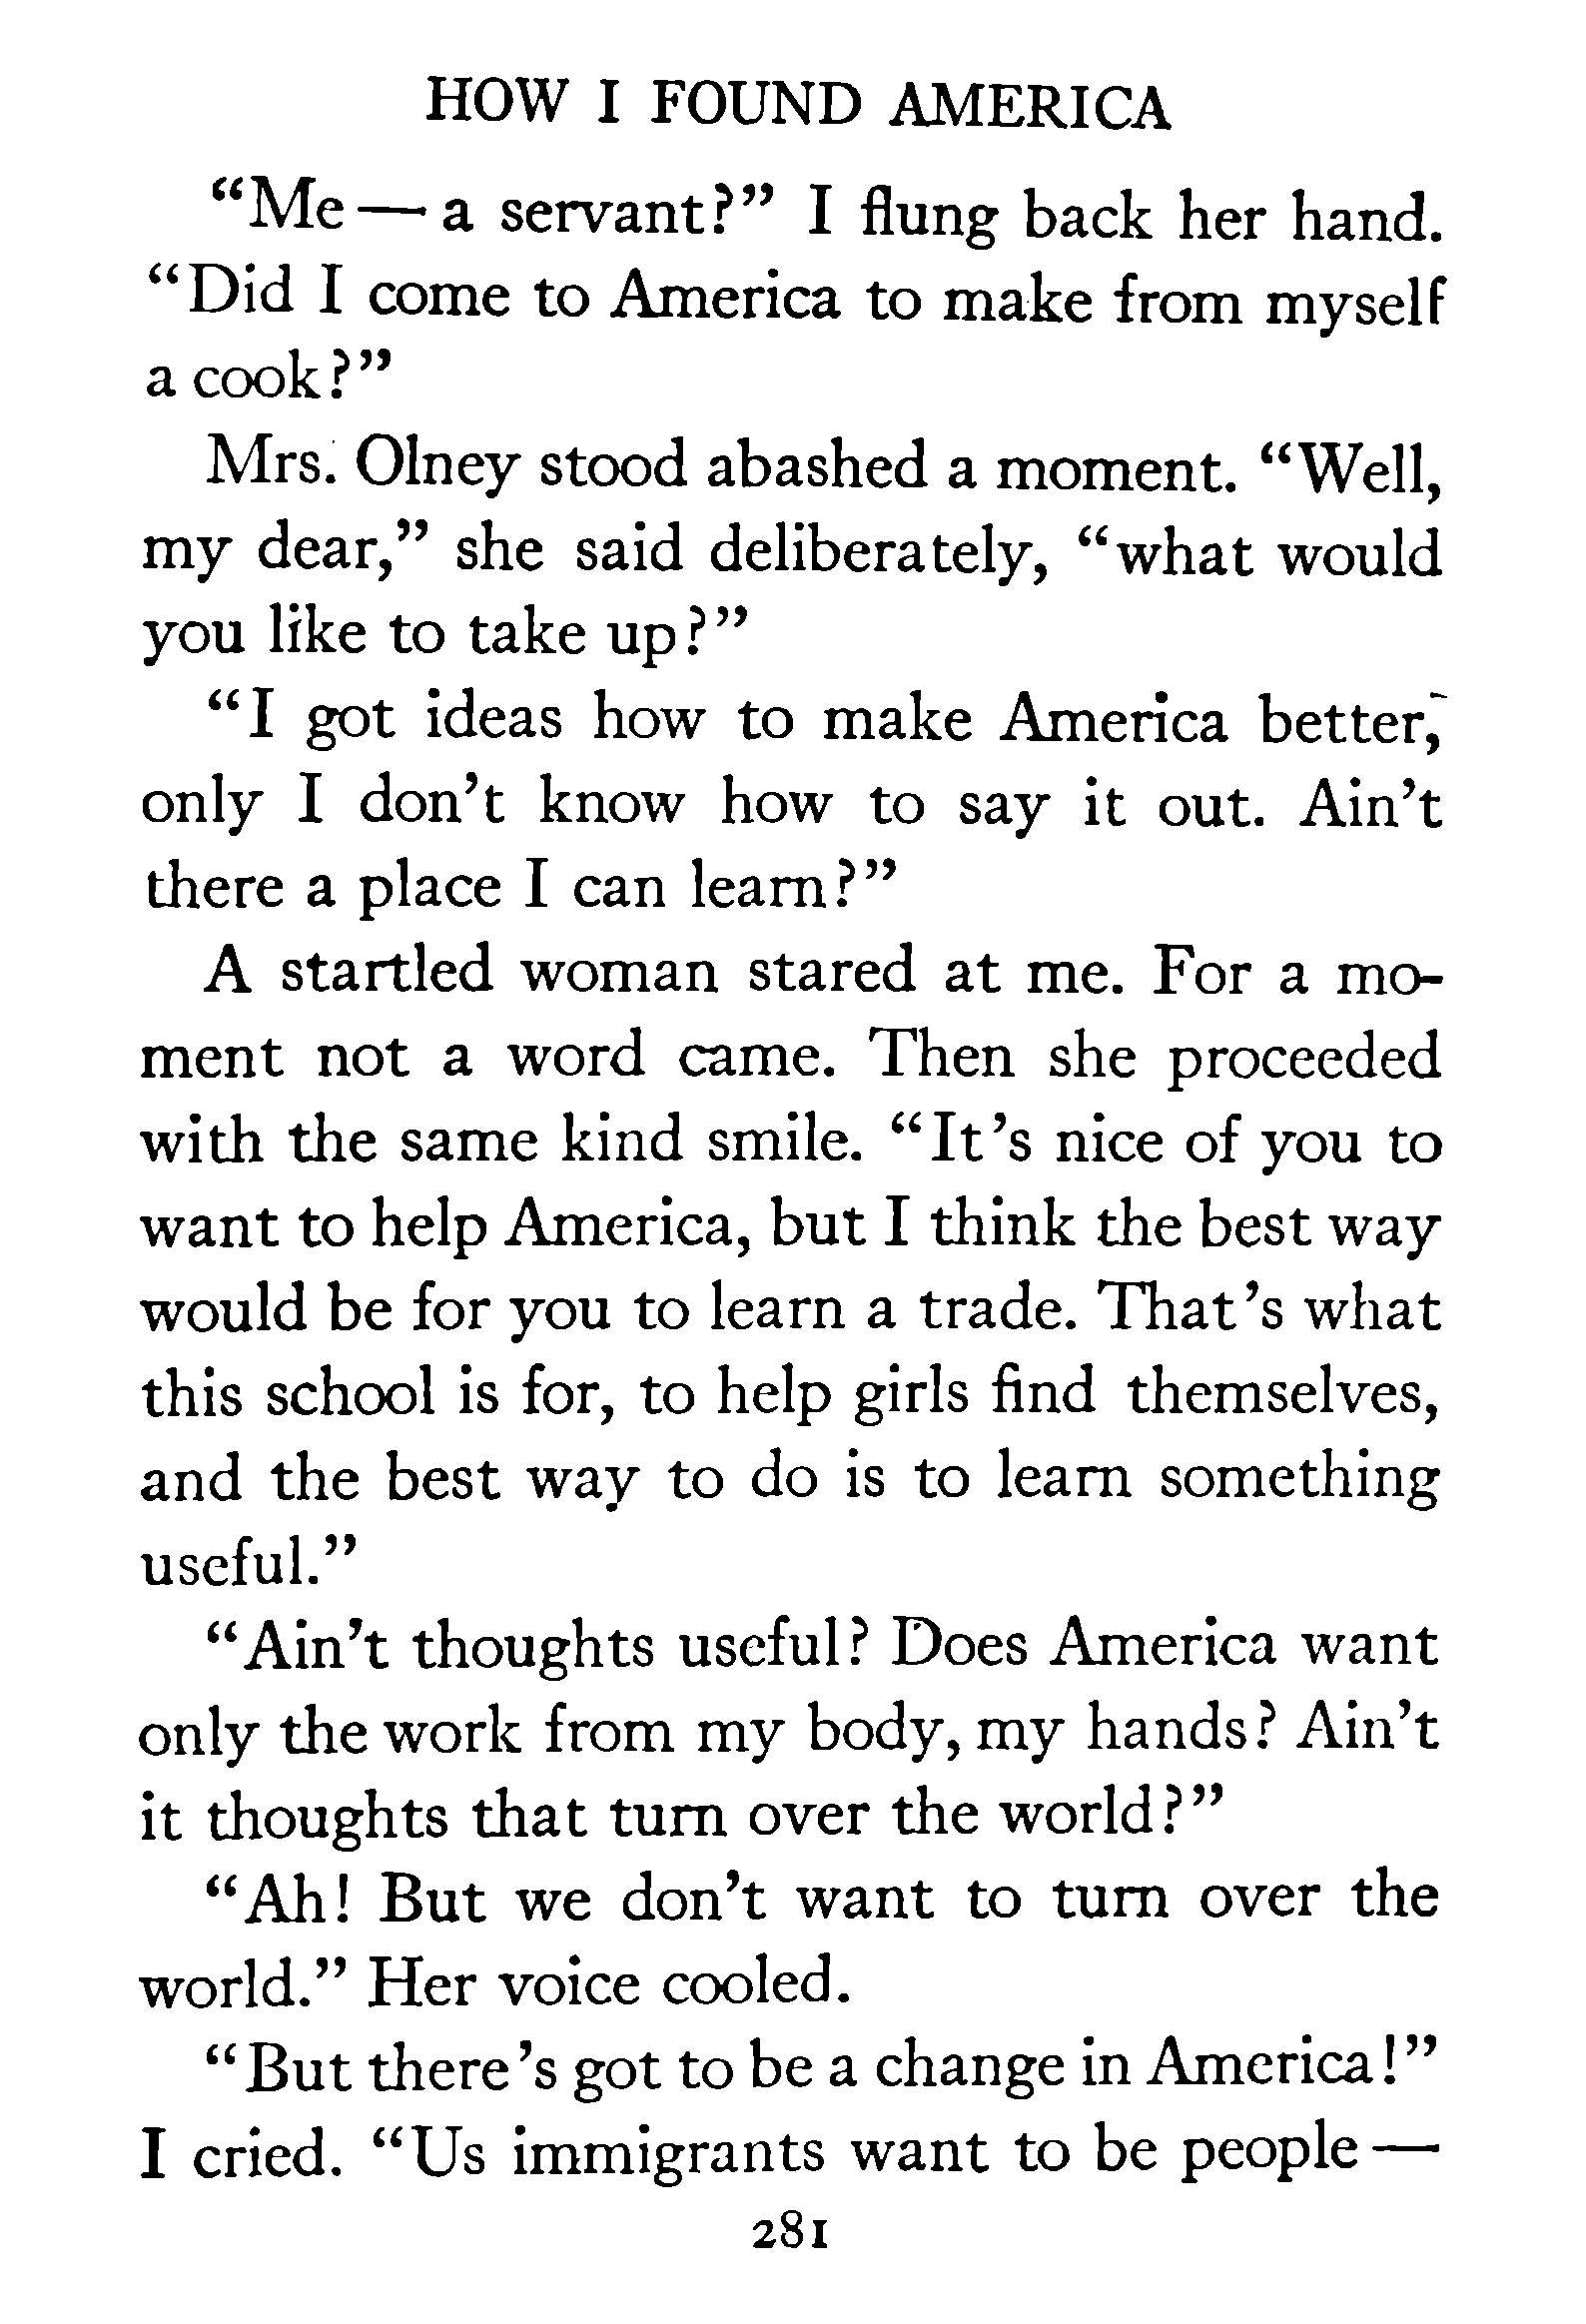 HOW I FOUND AMERICA
“Me — a servant?” I flung back her hand.
“Did I come to America to make from myself
a cook?”
Mrs. Olney stood abashed a moment. “Well,
my dear,” she said deliberately, “what would
you like to take up?”
“I got ideas how to make America better,
only I don’t know how to say it out. Ain’t
there a place I can learn?”
A startled woman stared at me. For a mo-
ment not a word came. Then she proceeded
with the same kind smile. “It’s nice of you to
want to help America, but I think the best way
would be for you to learn a trade. That’s what
this school is for, to help girls find themselves,
and the best way to do is to learn something
useful.”
“Ain’t thoughts useful? Does America want
only the work from my body, my hands? Ain’t
it thoughts that turn over the world?”
“Ah! But we don’t want to turn over the
world.” Her voice cooled.
“But there’s got to be a change in America!”
I cried. “Us immigrants want to be people —
281